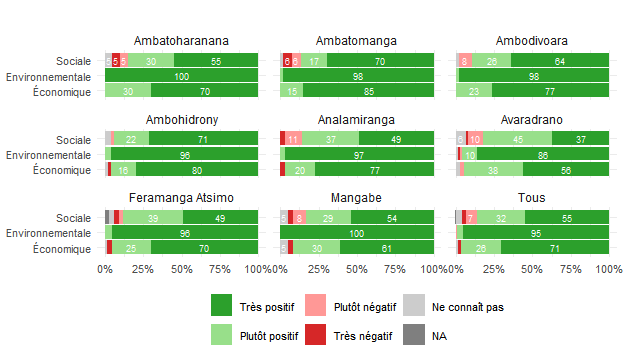 Ambatoharanana Ambatomanga Ambodivoara
Sociale 5 5 5 30 55 6 6 17 70 8 26 64
Environnementale 100 98 98
Économique 30 70 15 85 23 77
Ambohidrony Analamiranga Avaradrano
Sociale 22 71 11 37 49 6 10 45 37
Environnementale 96 97 10 86
Économique 16 80 20 77 38 56
Feramanga Atsimo Mangabe Tous
Sociale 39 49 8 29 54 7 32 55
Environnementale 96 100 95
Économique 25 70 5 30 61 26 71
0% 25% 50% 75% 100% 0% 25% 50% 75% 100% 0% 25% 50% 75% 100%
Très positif Plutôt négatif Ne connaît pas
Plutôt positif Très négatif NA